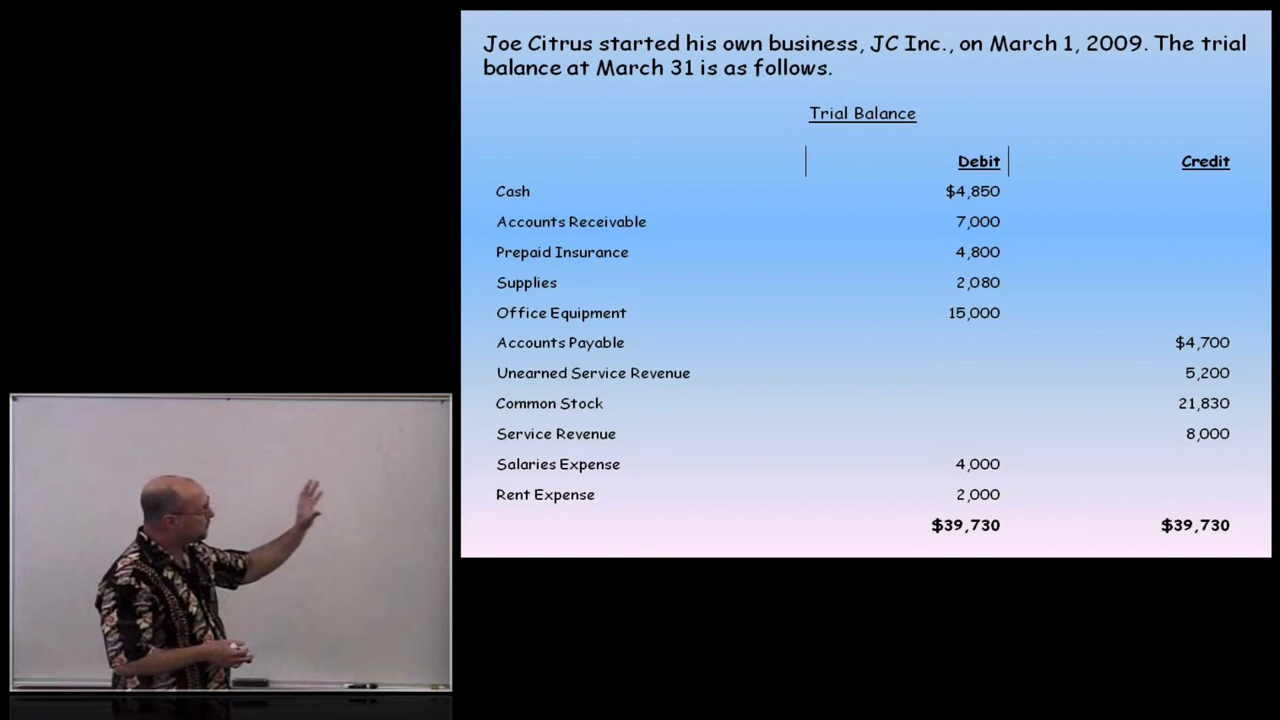 Joe Citrus started his own business, JC Inc., on March 1, 2009. The trial
balance at March 31 is as follows.
Trial Balance
Debit Credit
Cash $4,850
Accounts Receivable 7,000
Prepaid Insurance 4,800
Supplies 2,080
Office Equipment 15,000
Accounts Payable $4,700
Unearned Service Revenue 5,200
Common Stock 21,830
Service Revenue 8,000
Salaries Expense 4,000
Rent Expense 2,000
$39,730 $39,730